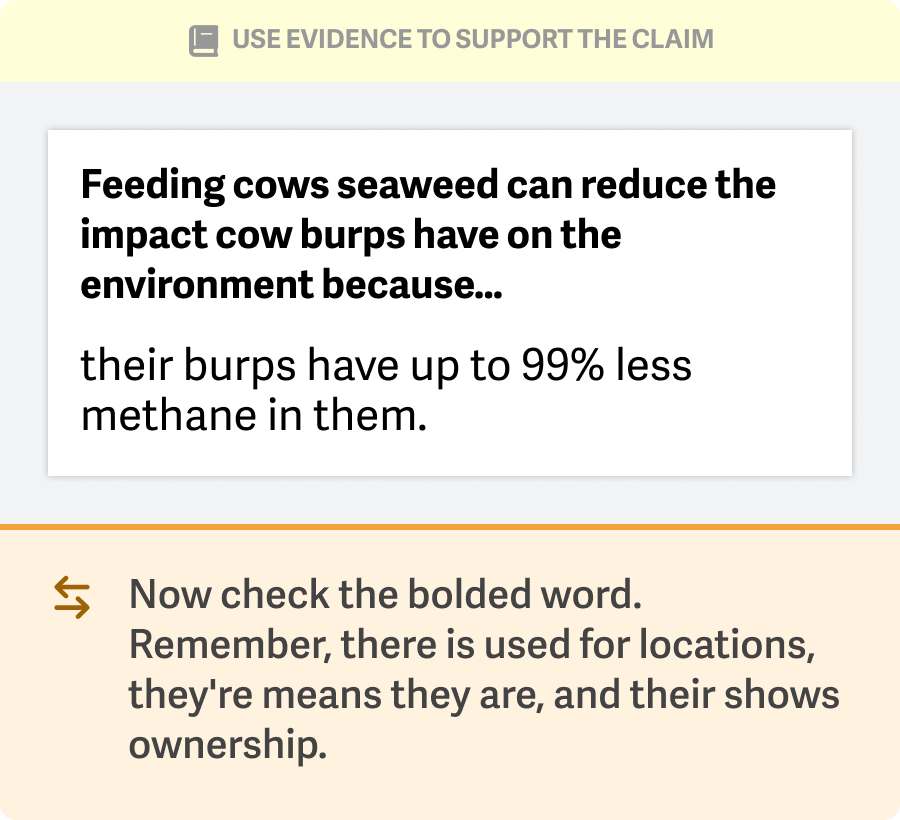 USE EVIDENCE TO SUPPORT THE CLAIM
Feeding cows seaweed can reduce the
impact cow burps have on the
environment because...
their burps have up to 99% less
methane in them.
Now check the bolded word.
Remember, there is used for locations,
they're means they are, and their shows
ownership.